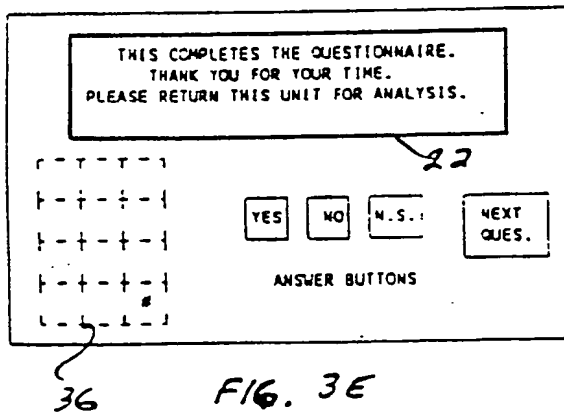 THIS COMPLETES THE QUESTIONNAIRE.
THANK YOU FOR YOUR TIME.
PLEASE RETURN THIS UNIT FOR ANALYSIS.
22
YES NO N.S. NEXT
QUES.
#
ANSWER BUTTONS
36
FIG. 3E